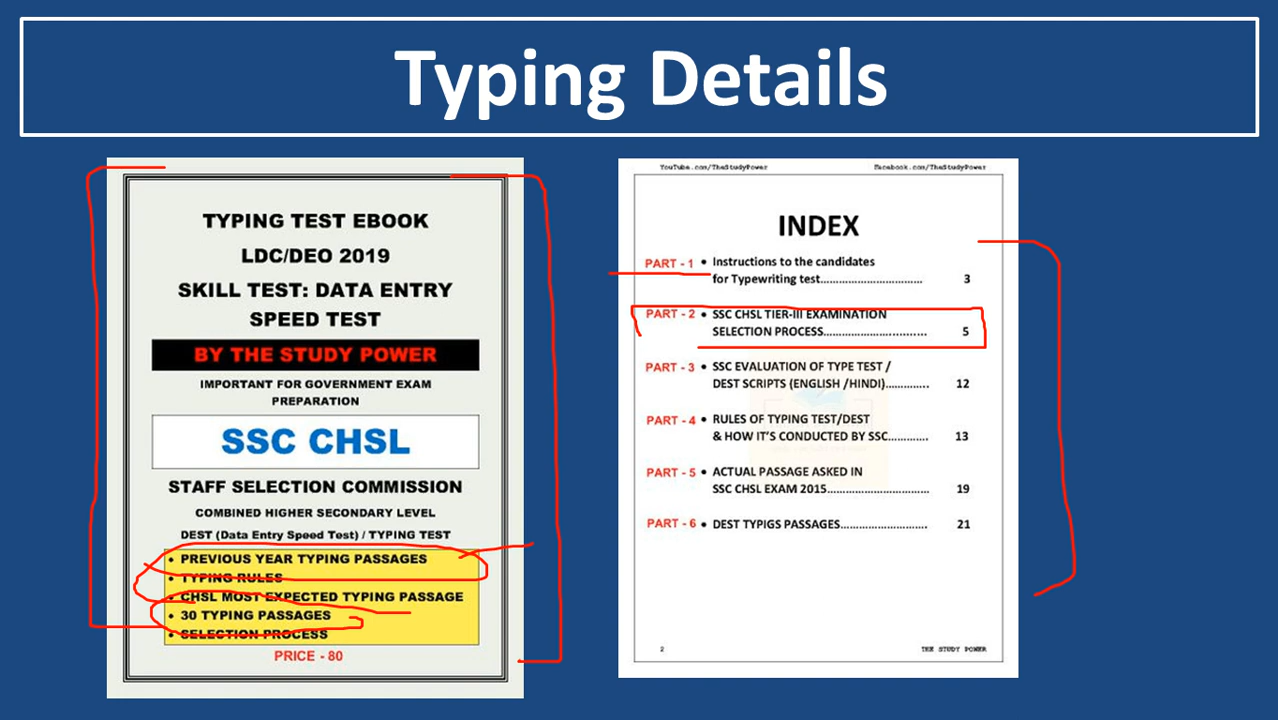 Typing Details
TYPING TEST EBOOK
LDC/DEO 2019
SKILL TEST: DATA ENTRY
SPEED TEST
BY THE STUDY POWER
IMPORTANT FOR GOVERNMENT EXAM
PREPARATION
SSC CHSL
STAFF SELECTION COMMISSION
COMBINED HIGHER SECONDARY LEVEL
DEST (Data Entry Speed Test) / TYPING TEST
• PREVIOUS YEAR TYPING PASSAGES
• TYPING RULES
• CHSL MOST EXPECTED TYPING PASSAGE
• 30 TYPING PASSAGES
• SELECTION PROCESS
PRICE - 80
YouTube.com/TheStudyPower Facebook.com/TheStudyPower
INDEX
PART - 1 • Instructions to the candidates
for Typewriting test.................................. 3
PART - 2 • SSC CHSL TIER-III EXAMINATION
SELECTION PROCESS............................. 5
PART - 3 • SSC EVALUATION OF TYPE TEST /
DEST SCRIPTS (ENGLISH /HINDI)............. 12
PART - 4 • RULES OF TYPING TEST/DEST
& HOW IT'S CONDUCTED BY SSC............ 13
PART - 5 • ACTUAL PASSAGE ASKED IN
SSC CHSL EXAM 2015................................. 19
PART - 6 • DEST TYPIGS PASSAGES............................ 21
2 THE STUDY POWER